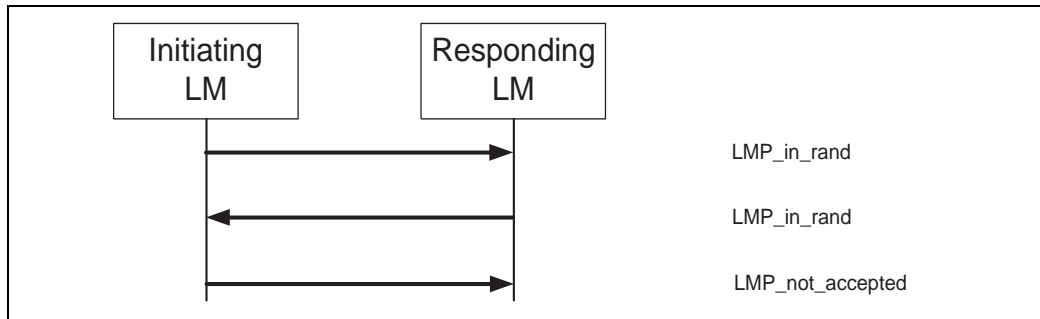 Initiating
LM
Responding
LM
LMP_in_rand
LMP_in_rand
LMP_not_accepted